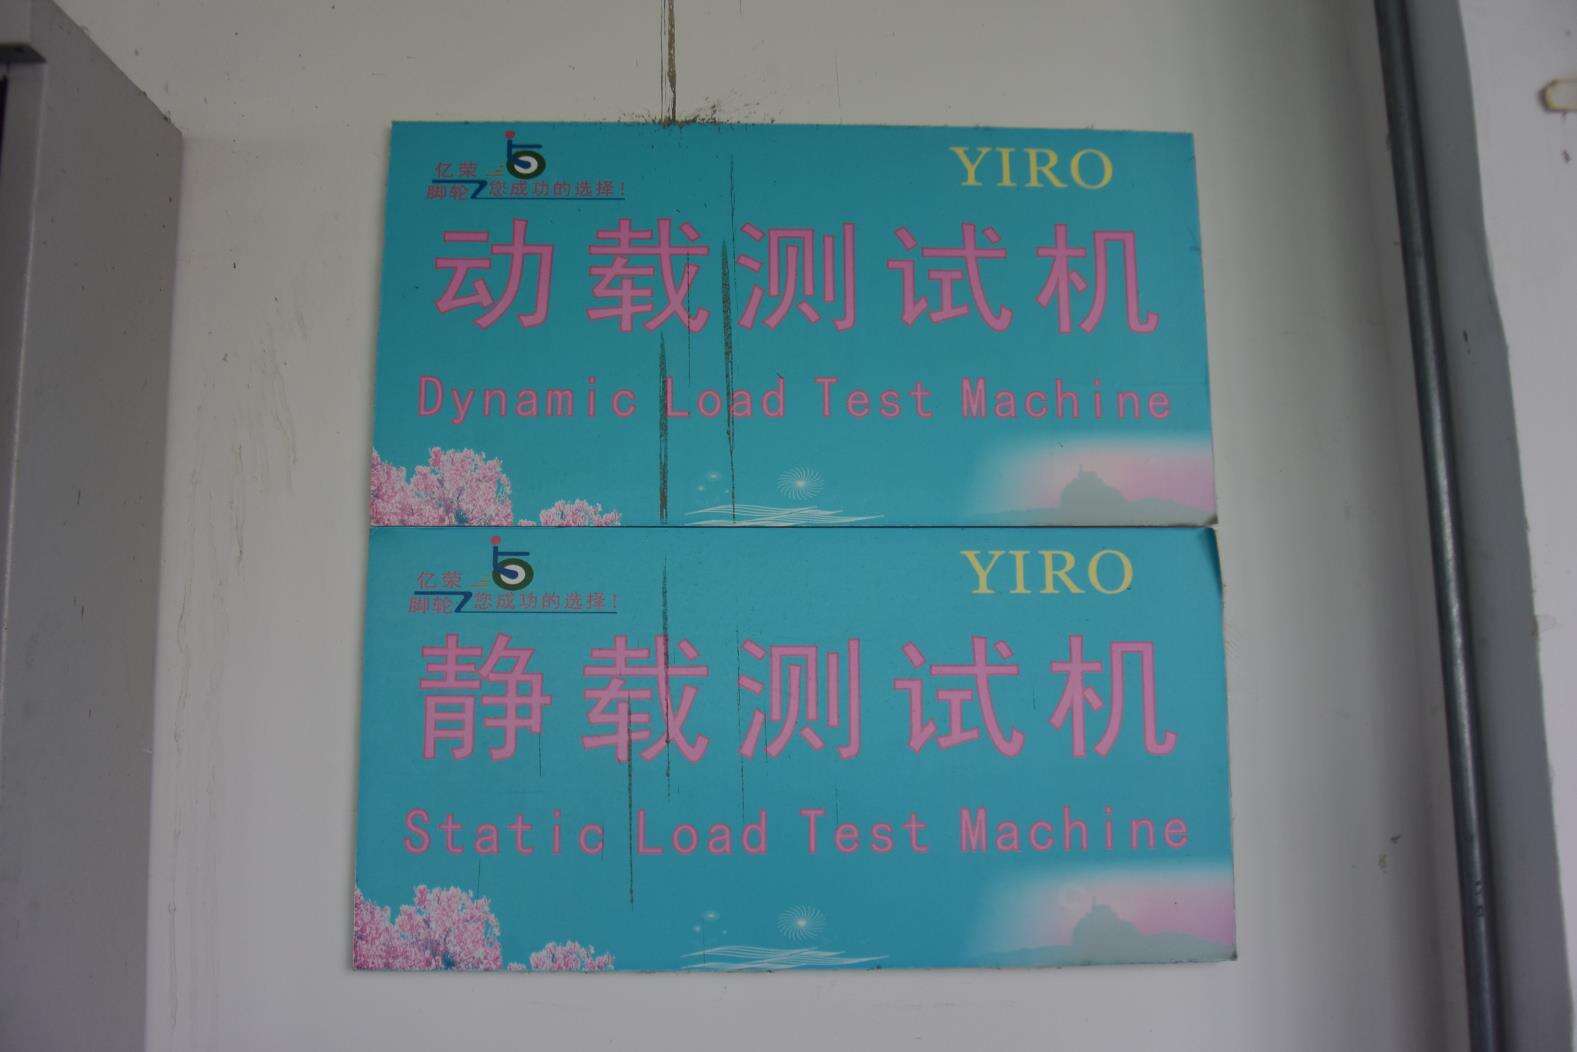 亿荣
脚轮 您成功的选择!
YIRO
动载测试机
Dynamic Load Test Machine
亿荣
脚轮 您成功的选择!
YIRO
静载测试机
Static Load Test Machine